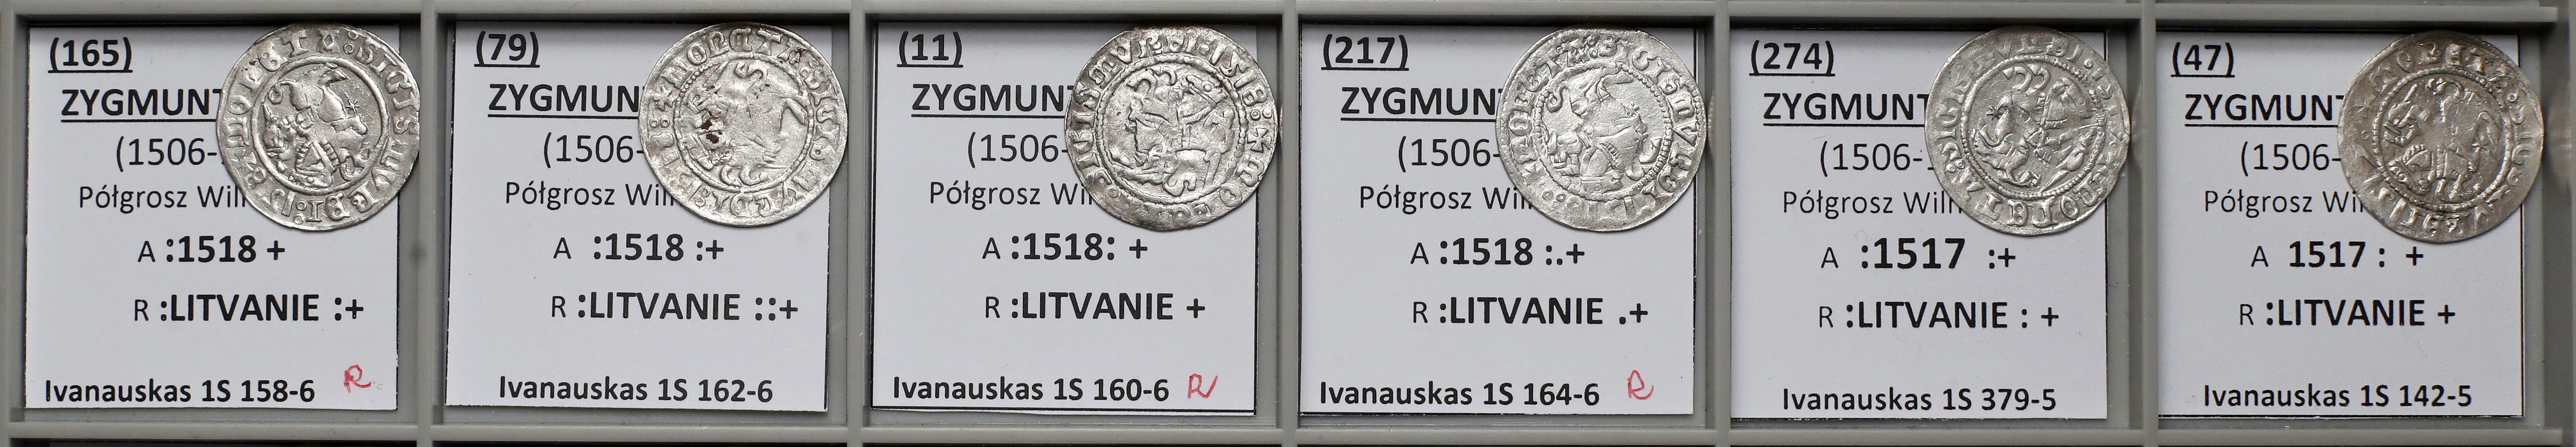 (165)
ZYGMUNT
(1506-
Półgrosz Wil
A :1518 +
R :LITVANIE :+
Ivanauskas 1S 158-6 R
(79)
ZYGMUN
(1506-
Półgrosz Wil
A :1518 :+
R :LITVANIE ::+
Ivanauskas 1S 162-6
(11)
ZYGMUN
(1506-
Półgrosz Wil
A :1518: +
R :LITVANIE +
Ivanauskas 1S 160-6 R
(217)
ZYGMUN
(1506-
Półgrosz Wil
A :1518 :.+
R :LITVANIE .+
Ivanauskas 1S 164-6 R
(274)
ZYGMUNT
(1506-
Półgrosz Wil
A :1517 :+
R :LITVANIE : +
Ivanauskas 1S 379-5
(47)
ZYGMUNT
(1506-
Półgrosz Wil
A 1517 : +
R :LITVANIE +
Ivanauskas 1S 142-5